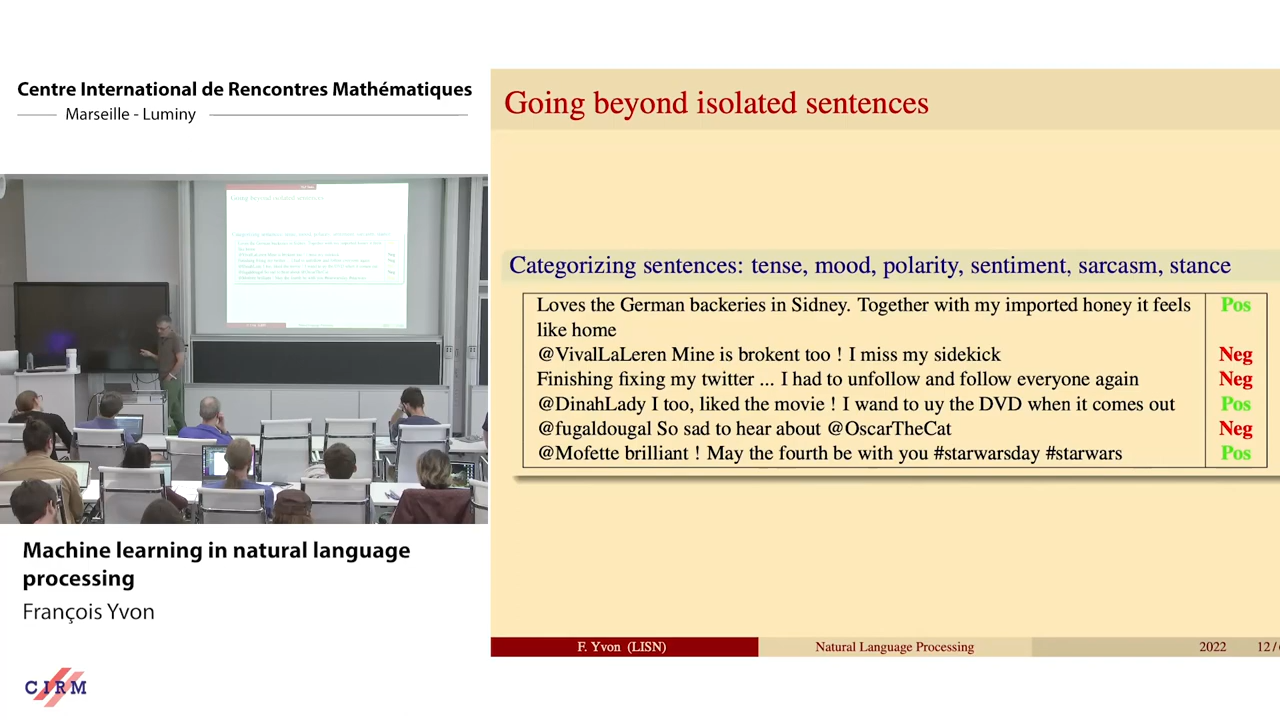 Centre International de Rencontres Mathématiques
Marseille - Luminy
Going beyond isolated sentences
Categorizing sentences: tense, mood, polarity, sentiment, sarcasm, stance
Loves the German backeries in Sidney. Together with my imported honey it feels Pos
like home
@VivalLaLeren Mine is brokent too ! I miss my sidekick Neg
Finishing fixing my twitter ... I had to unfollow and follow everyone again Neg
@DinahLady I too, liked the movie ! I wand to uy the DVD when it comes out Pos
@fugaldougal So sad to hear about @OscarTheCat Neg
@Mofette brilliant ! May the fourth be with you #starwarsday #starwars Pos
Machine learning in natural language
processing
François Yvon
F. Yvon (LISN) Natural Language Processing 2022 12 /
CIRM